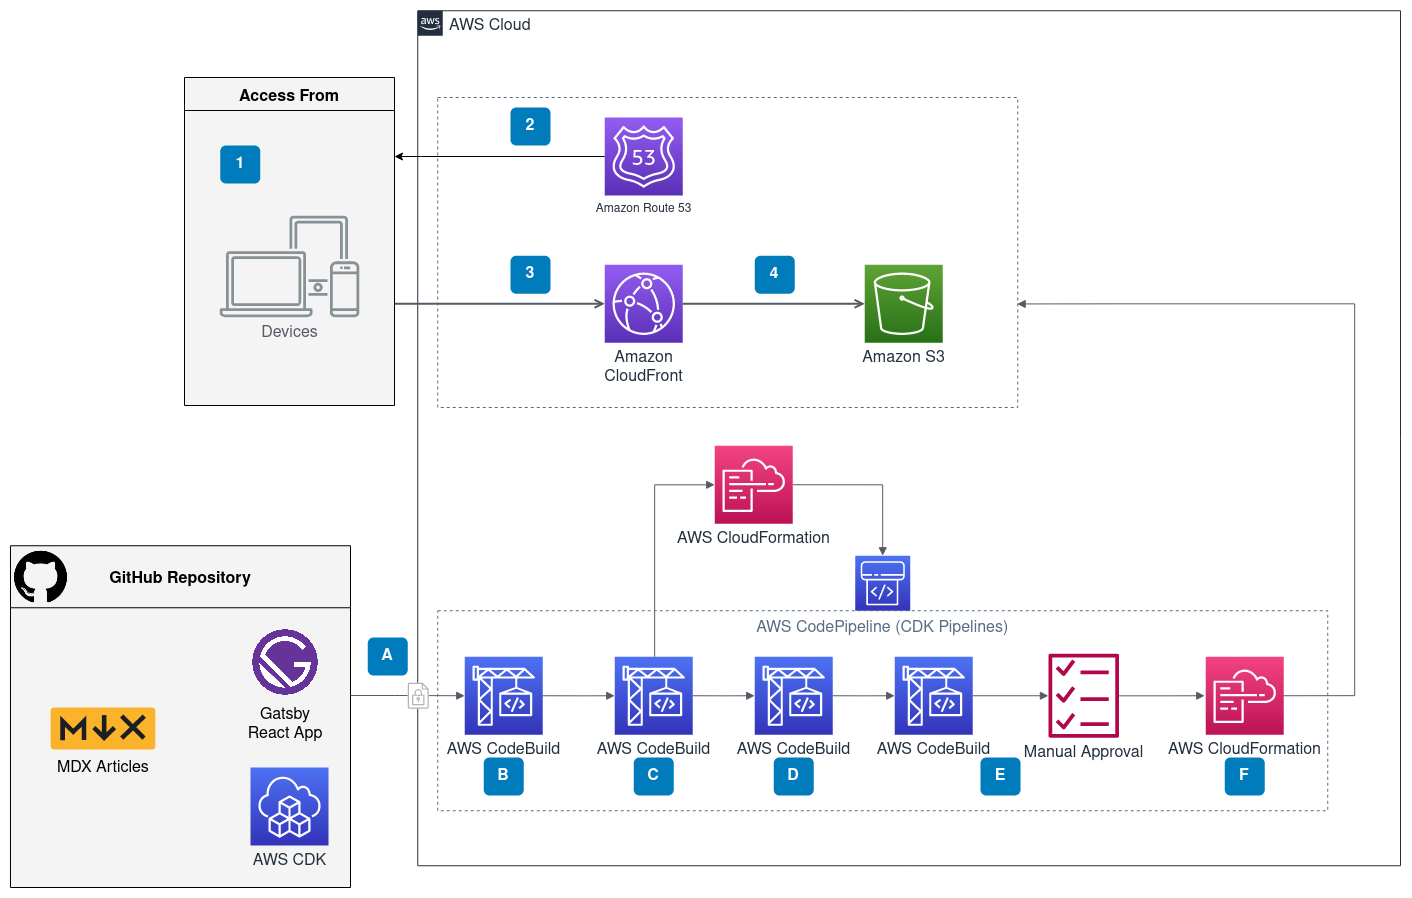 aws
AWS Cloud
Access From
1
Devices
2
53
Amazon Route 53
3
Amazon
CloudFront
4
Amazon S3
AWS CloudFormation
GitHub Repository
Gatsby
React App
MDX
MDX Articles
AWS CDK
A
AWS CodePipeline (CDK Pipelines)
AWS CodeBuild
B
AWS CodeBuild
C
AWS CodeBuild
D
AWS CodeBuild
E
Manual Approval
AWS CloudFormation
F